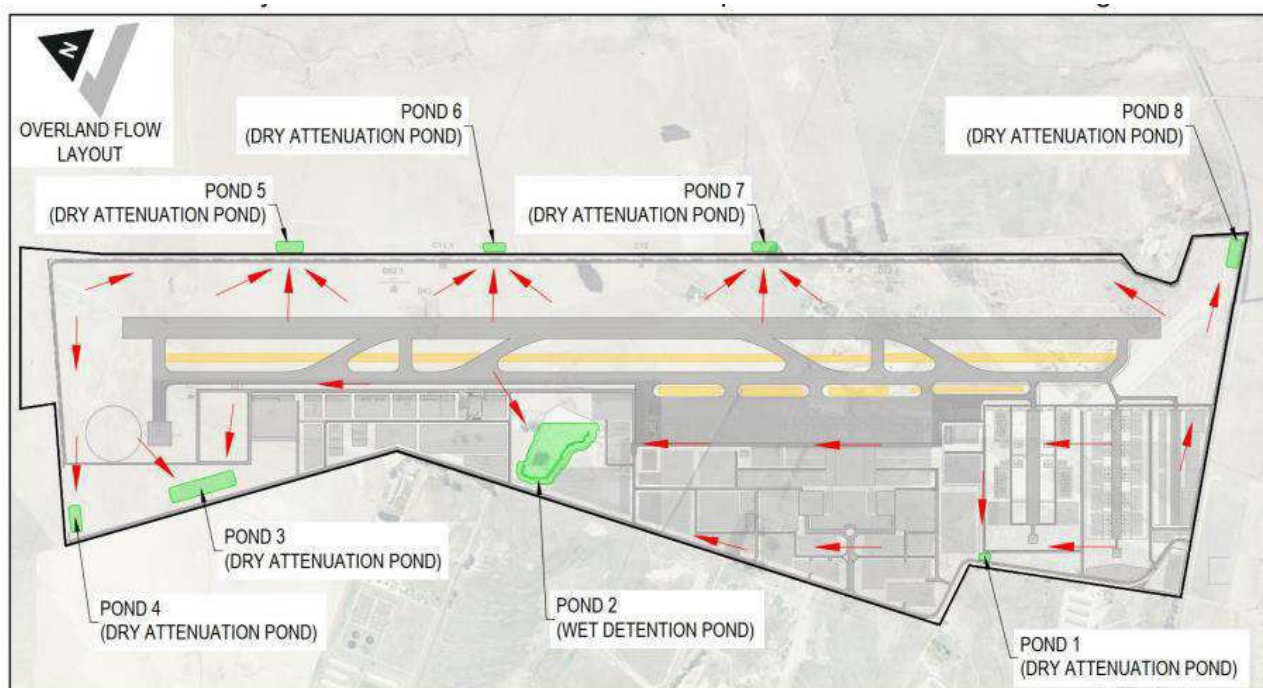 N
OVERLAND FLOW
LAYOUT
POND 6
(DRY ATTENUATION POND)
POND 8
(DRY ATTENUATION POND)
POND 5
(DRY ATTENUATION POND)
POND 7
(DRY ATTENUATION POND)
POND 3
(DRY ATTENUATION POND)
POND 4
(DRY ATTENUATION POND)
POND 2
(WET DETENTION POND)
POND 1
(DRY ATTENUATION POND)